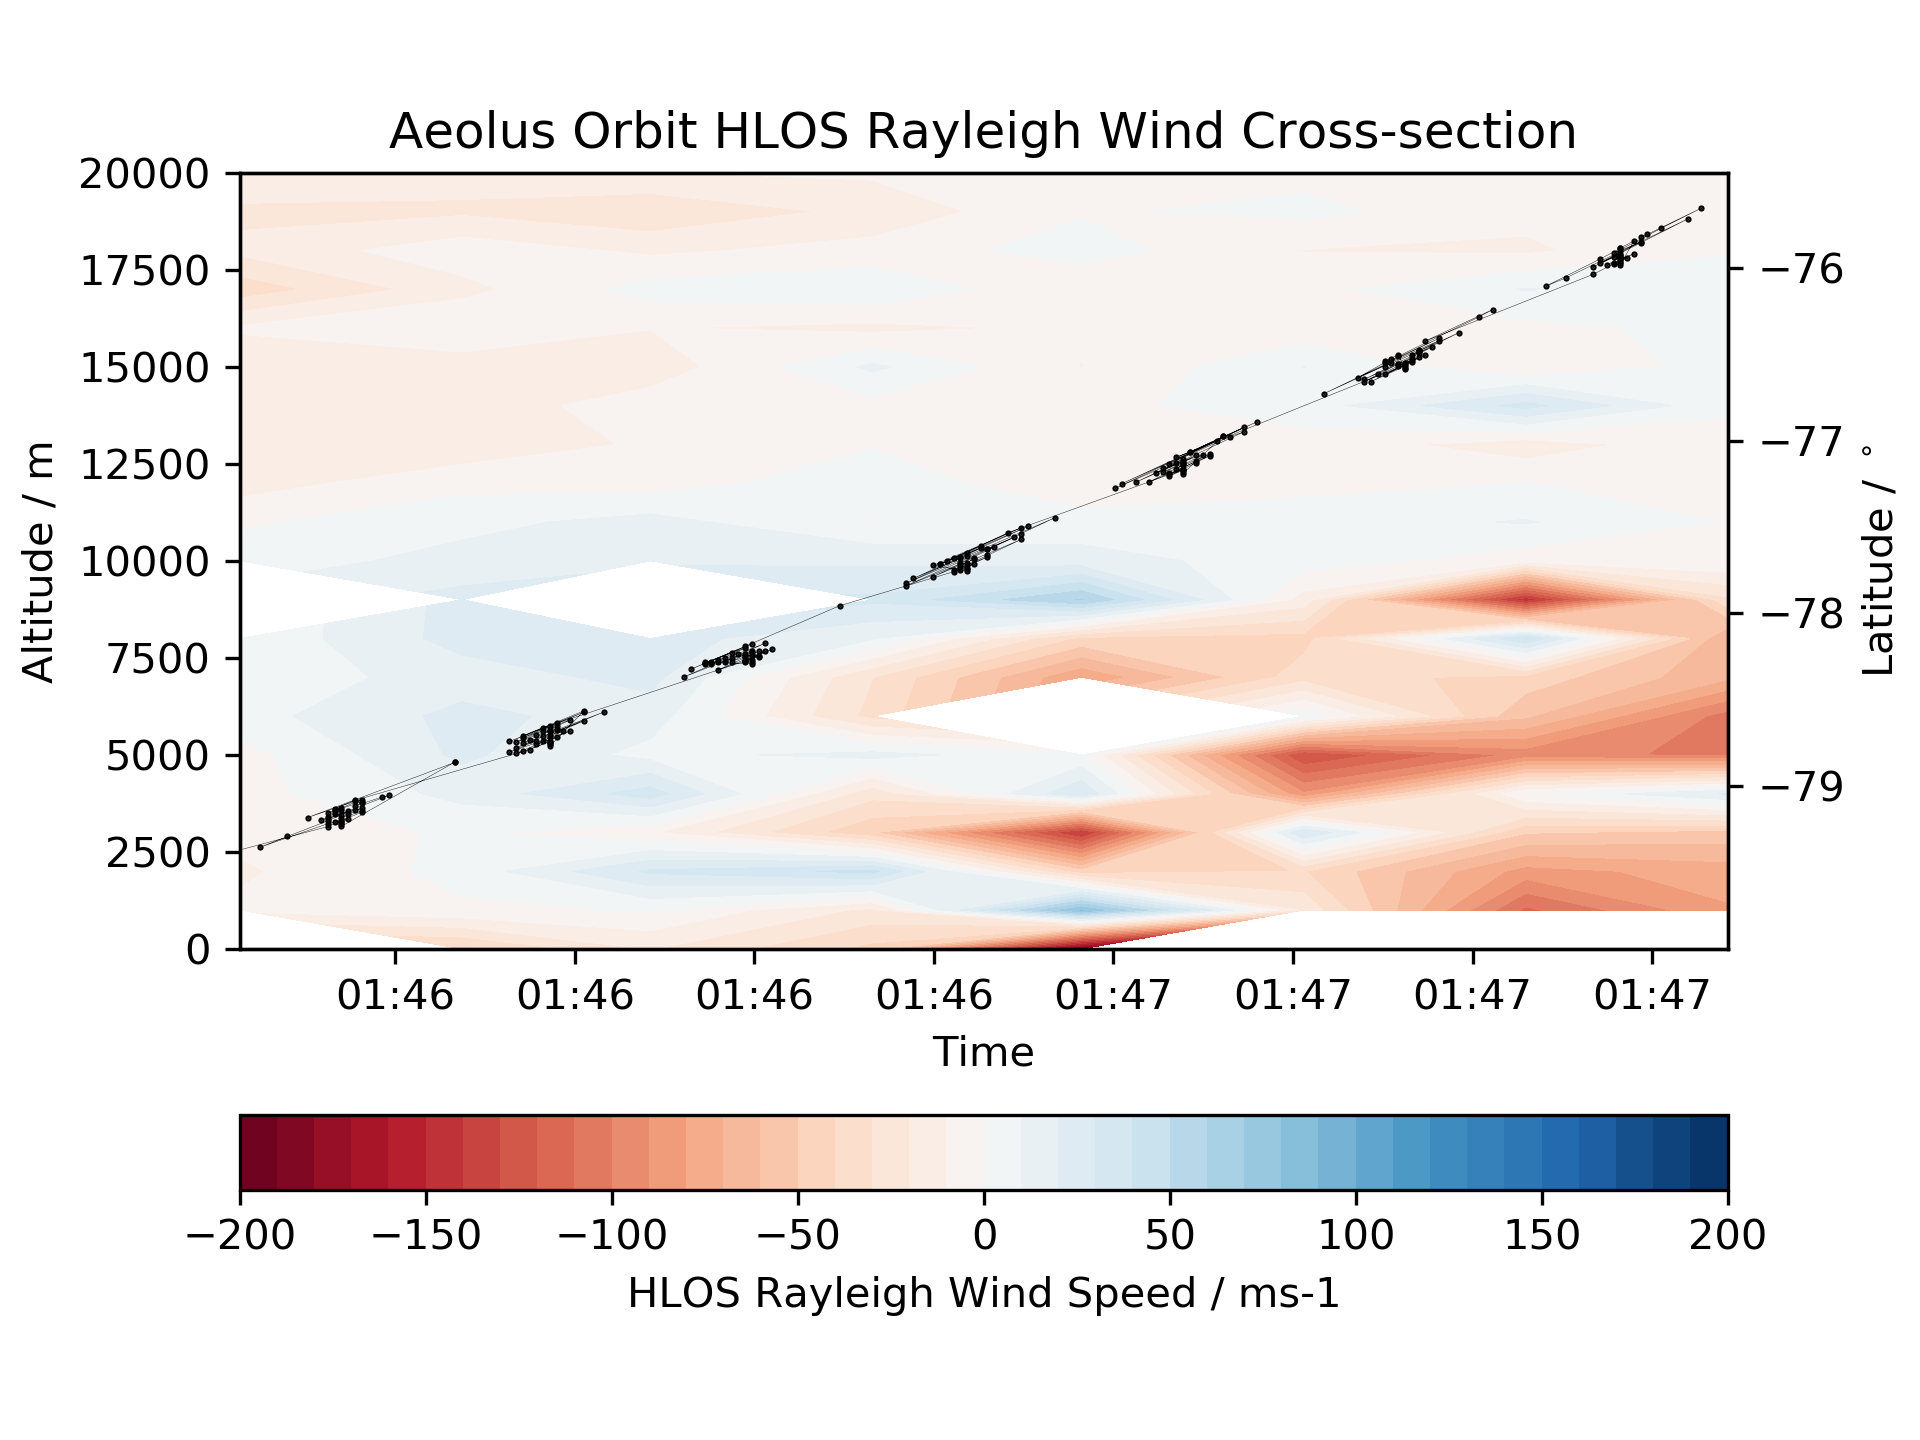 Aeolus Orbit HLOS Rayleigh Wind Cross-section
20000
17500
15000
12500
10000
7500
5000
2500
0
Altitude / m
−76
−77
−78
−79
Latitude / °
01:46 01:46 01:46 01:46 01:47 01:47 01:47 01:47
Time
−200 −150 −100 −50 0 50 100 150 200
HLOS Rayleigh Wind Speed / ms-1